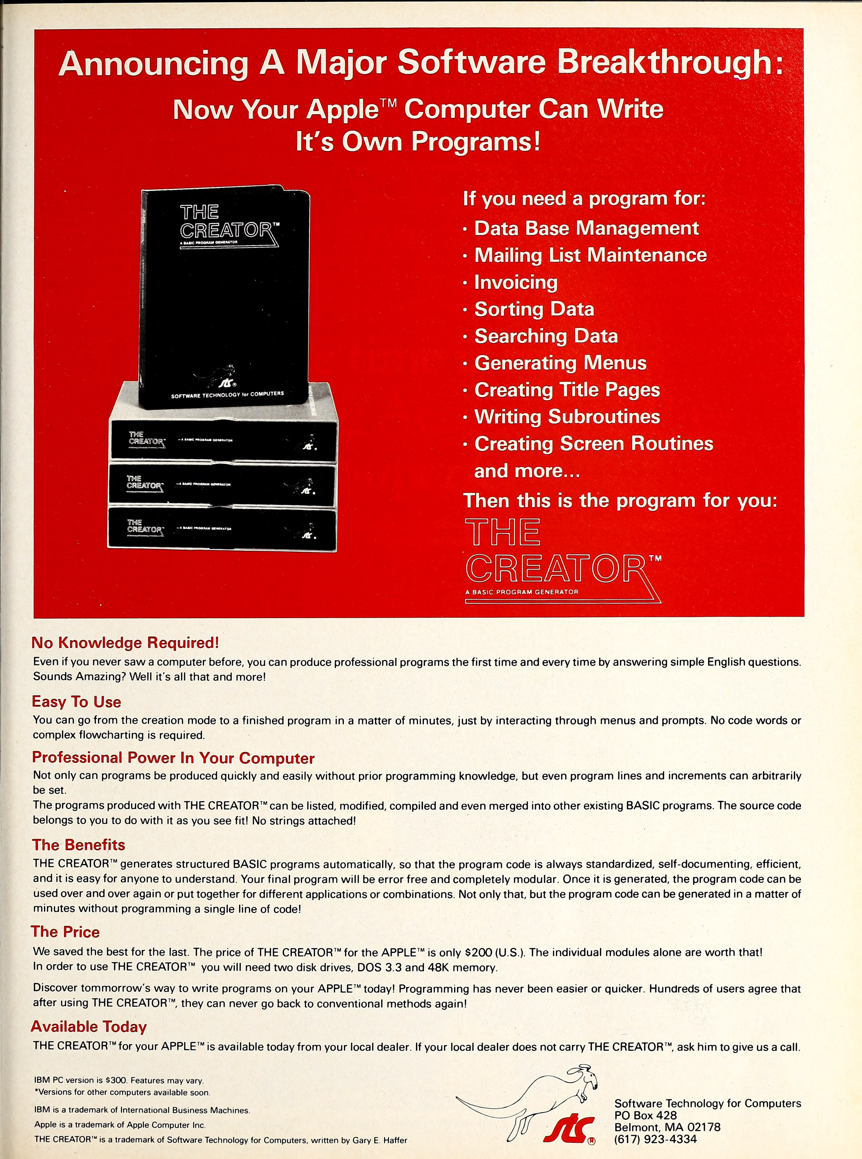 Announcing A Major Software Breakthrough:
Now Your Apple™ Computer Can Write
It's Own Programs!
THE
CREATOR™
A BASIC PROGRAM GENERATOR
stc®
SOFTWARE TECHNOLOGY for COMPUTERS
THE
CREATOR™
—A BASIC PROGRAM GENERATOR
stc®
THE
CREATOR™
—A BASIC PROGRAM GENERATOR
stc®
THE
CREATOR™
—A BASIC PROGRAM GENERATOR
stc®
If you need a program for:
· Data Base Management
· Mailing List Maintenance
· Invoicing
· Sorting Data
· Searching Data
· Generating Menus
· Creating Title Pages
· Writing Subroutines
· Creating Screen Routines
and more...
Then this is the program for you:
THE
CREATOR™
A BASIC PROGRAM GENERATOR
No Knowledge Required!
Even if you never saw a computer before, you can produce professional programs the first time and every time by answering simple English questions.
Sounds Amazing? Well it's all that and more!
Easy To Use
You can go from the creation mode to a finished program in a matter of minutes, just by interacting through menus and prompts. No code words or
complex flowcharting is required.
Professional Power In Your Computer
Not only can programs be produced quickly and easily without prior programming knowledge, but even program lines and increments can arbitrarily
be set.
The programs produced with THE CREATOR™ can be listed, modified, compiled and even merged into other existing BASIC programs. The source code
belongs to you to do with it as you see fit! No strings attached!
The Benefits
THE CREATOR™ generates structured BASIC programs automatically, so that the program code is always standardized, self-documenting, efficient,
and it is easy for anyone to understand. Your final program will be error free and completely modular. Once it is generated, the program code can be
used over and over again or put together for different applications or combinations. Not only that, but the program code can be generated in a matter of
minutes without programming a single line of code!
The Price
We saved the best for the last. The price of THE CREATOR™ for the APPLE™ is only $200 (U.S.). The individual modules alone are worth that!
In order to use THE CREATOR™ you will need two disk drives, DOS 3.3 and 48K memory.
Discover tommorrow's way to write programs on your APPLE™ today! Programming has never been easier or quicker. Hundreds of users agree that
after using THE CREATOR™, they can never go back to conventional methods again!
Available Today
THE CREATOR™ for your APPLE™ is available today from your local dealer. If your local dealer does not carry THE CREATOR™, ask him to give us a call.
IBM PC version is $300. Features may vary.
*Versions for other computers available soon.
IBM is a trademark of International Business Machines.
Apple is a trademark of Apple Computer Inc.
THE CREATOR™ is a trademark of Software Technology for Computers, written by Gary E. Haffer
stc®
Software Technology for Computers
PO Box 428
Belmont, MA 02178
(617) 923-4334